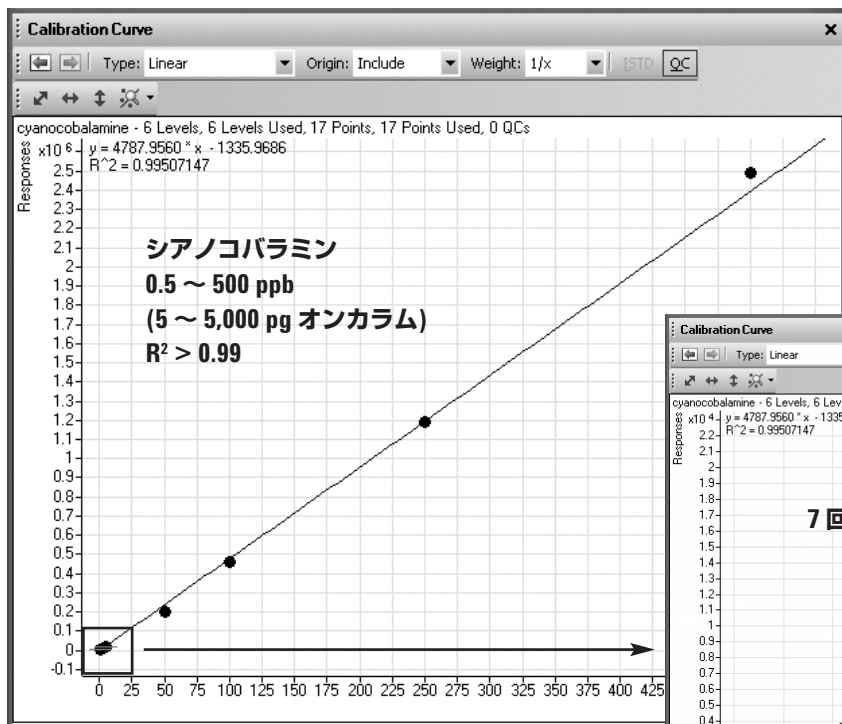 Calibration Curve
Type: Linear Origin: Include Weight: 1/x ISTD QC
cyanocobalamine - 6 Levels, 6 Levels Used, 17 Points, 17 Points Used, 0 QCs
Responses
x10 6
y = 4787.9560 * x - 1335.9686
R^2 = 0.99507147
2.5
2.4
2.3
2.2
2.1
2
1.9
1.8
1.7
1.6
1.5
1.4
1.3
1.2
1.1
1
0.9
0.8
0.7
0.6
0.5
0.4
0.3
0.2
0.1
0
-0.1
シアノコバラミン
0.5 ~ 500 ppb
(5 ~ 5,000 pg オンカラム)
R² > 0.99
0 25 50 75 100 125 150 175 200 225 250 275 300 325 350 375 400 425
Calibration Curve
Type: Linear
cyanocobalamine - 6 Levels, 6 Lev
Responses
x10 4
y = 4787.9560 * x - 1335
R^2 = 0.99507147
2.2
2.1
2
1.9
1.8
1.7
1.6
1.5
1.4
1.3
1.2
1.1
1
0.9
0.8
0.7
0.6
0.5
0.4
7 回